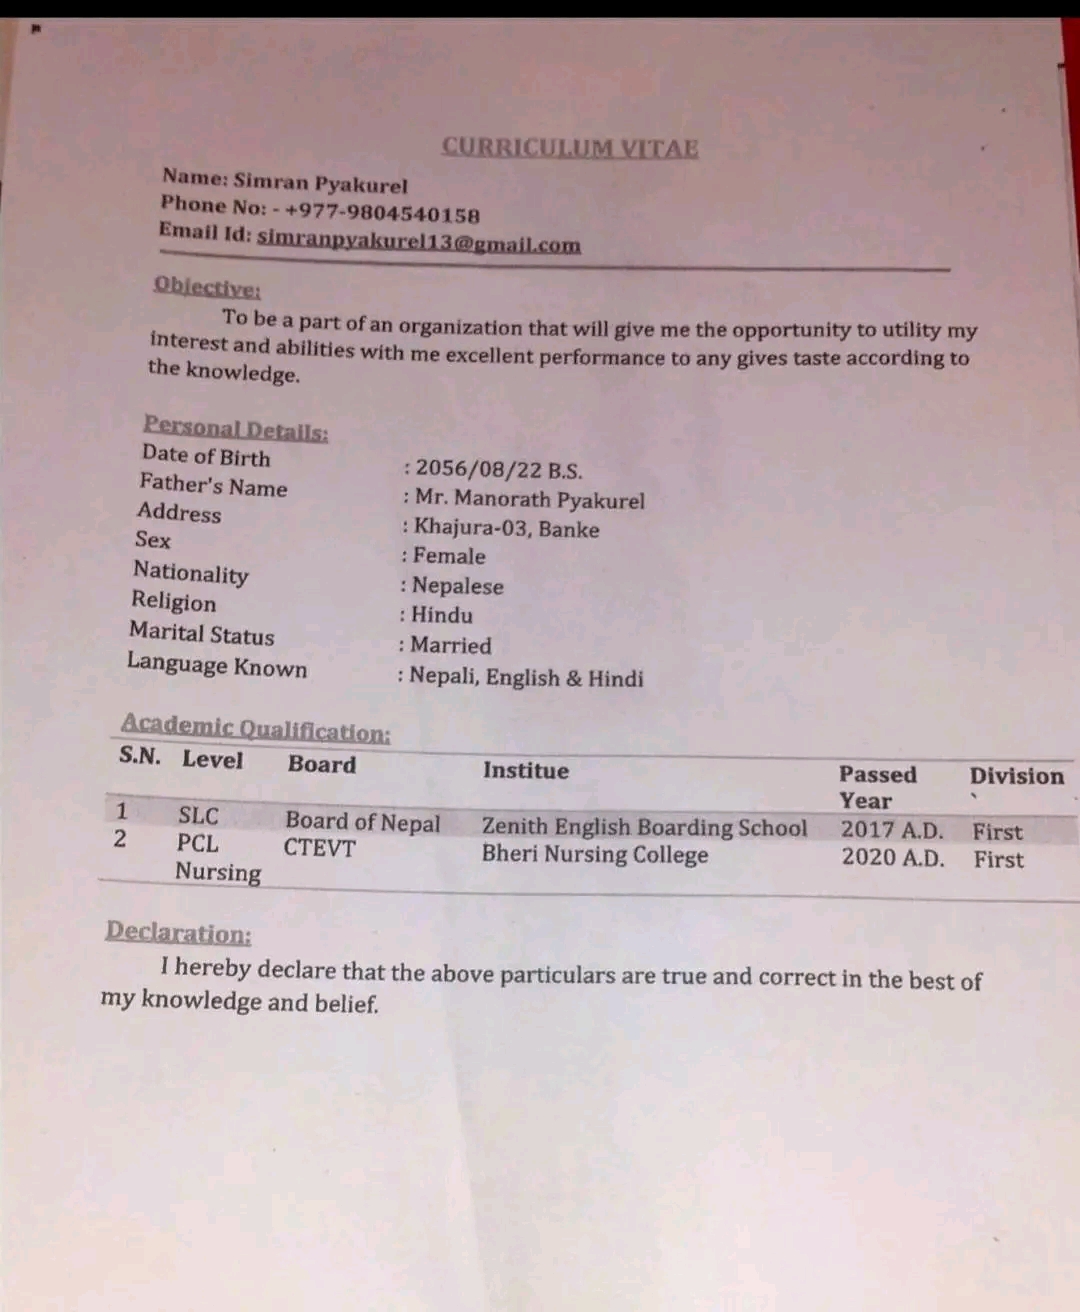 CURRICULUM VITAE
Name: Simran Pyakurel
Phone No: - +977-9804540158
Email Id: simranpyakurel13@gmail.com
Objective:
To be a part of an organization that will give me the opportunity to utility my
interest and abilities with me excellent performance to any gives taste according to
the knowledge.
Personal Details:
Date of Birth : 2056/08/22 B.S.
Father's Name : Mr. Manorath Pyakurel
Address : Khajura-03, Banke
Sex : Female
Nationality : Nepalese
Religion : Hindu
Marital Status : Married
Language Known : Nepali, English & Hindi
Academic Qualification:
S.N. Level Board Institue Passed Division
Year
1 SLC Board of Nepal Zenith English Boarding School 2017 A.D. First
2 PCL CTEVT Bheri Nursing College 2020 A.D. First
Nursing
Declaration:
I hereby declare that the above particulars are true and correct in the best of
my knowledge and belief.